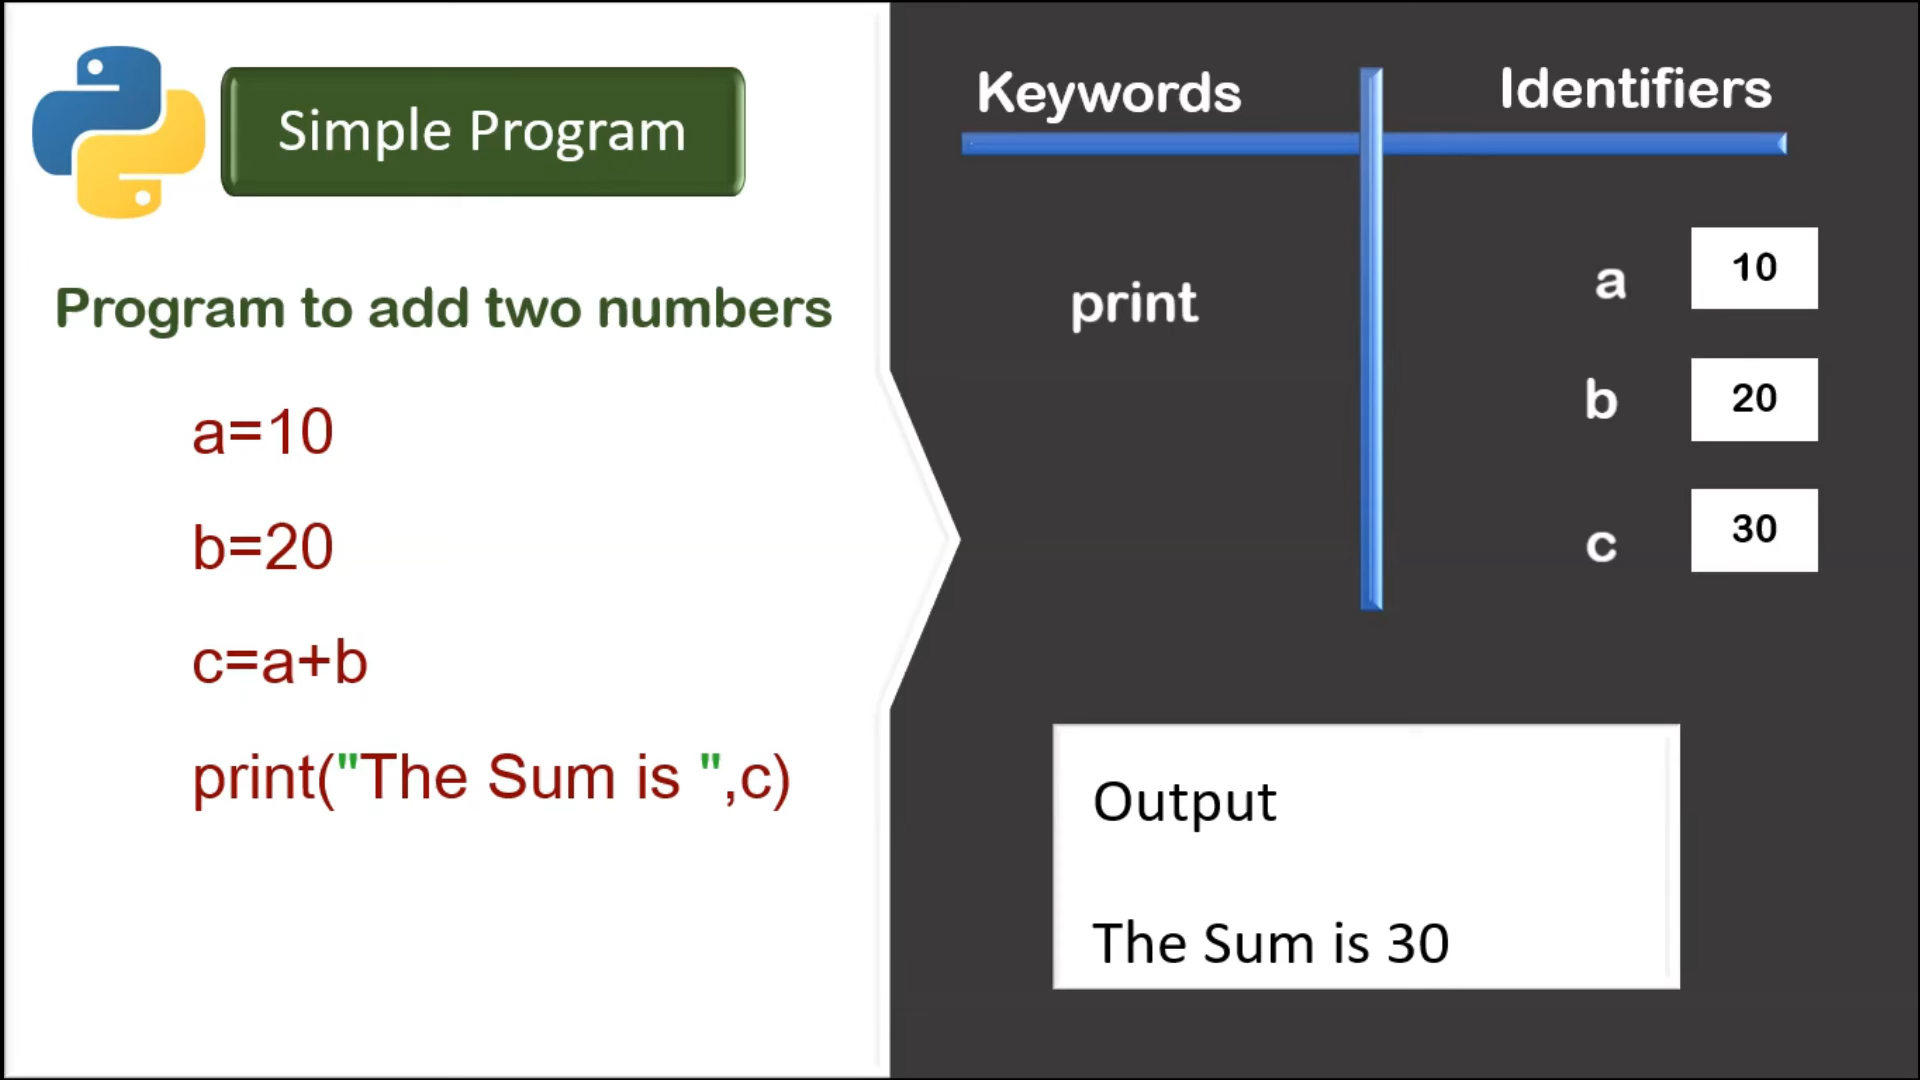 Simple Program
Program to add two numbers
a=10
b=20
c=a+b
print("The Sum is ",c)
Keywords
Identifiers
print
a 10
b 20
c 30
Output
The Sum is 30